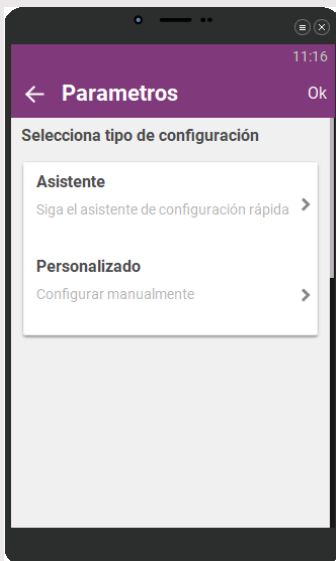 11:16
Parametros
Ok
Selecciona tipo de configuración
Asistente
Siga el asistente de configuración rápida
Personalizado
Configurar manualmente